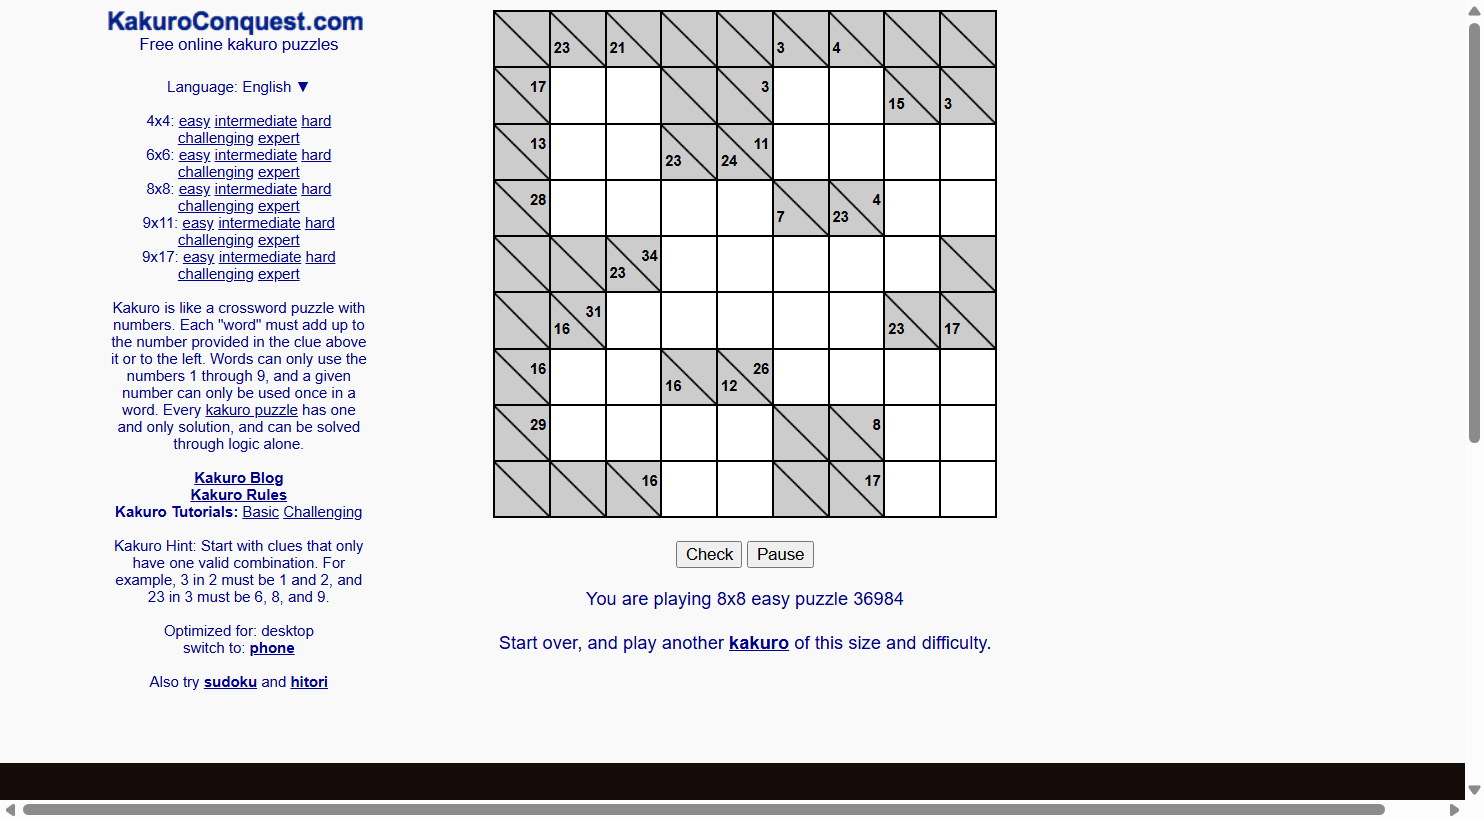 KakuroConquest.com
Free online kakuro puzzles
Language: English ▼
4x4: easy intermediate hard
challenging expert
6x6: easy intermediate hard
challenging expert
8x8: easy intermediate hard
challenging expert
9x11: easy intermediate hard
challenging expert
9x17: easy intermediate hard
challenging expert
Kakuro is like a crossword puzzle with
numbers. Each "word" must add up to
the number provided in the clue above
it or to the left. Words can only use the
numbers 1 through 9, and a given
number can only be used once in a
word. Every kakuro puzzle has one
and only solution, and can be solved
through logic alone.
Kakuro Blog
Kakuro Rules
Kakuro Tutorials: Basic Challenging
Kakuro Hint: Start with clues that only
have one valid combination. For
example, 3 in 2 must be 1 and 2, and
23 in 3 must be 6, 8, and 9.
Optimized for: desktop
switch to: phone
Also try sudoku and hitori
23 21 3 4
17 3 15 3
13 23 24 11
28 7 23 4
23 34
16 31 23 17
16 16 12 26
29 8
16 17
Check Pause
You are playing 8x8 easy puzzle 36984
Start over, and play another kakuro of this size and difficulty.